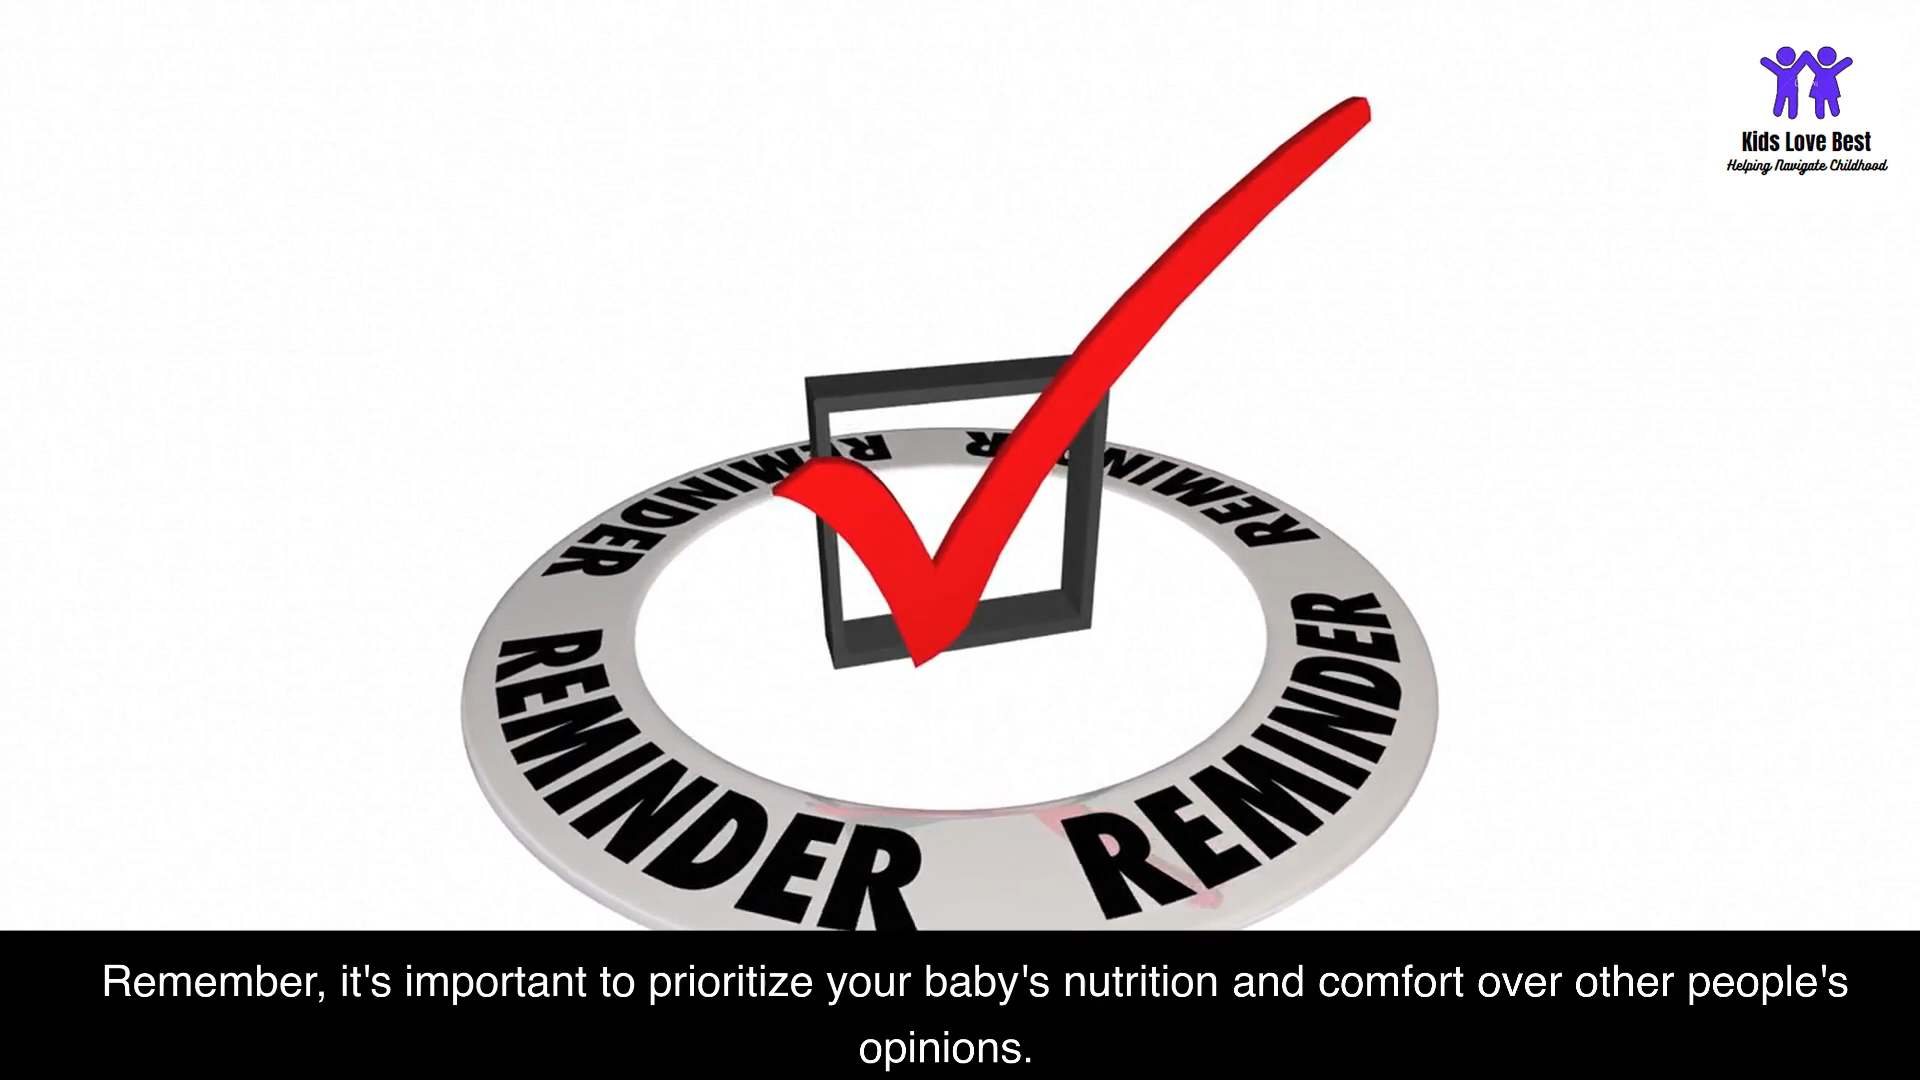 Kids Love Best
Helping Navigate Childhood
REMINDER
REMINDER
REMINDER
REMINDER
Remember, it's important to prioritize your baby's nutrition and comfort over other people's
opinions.